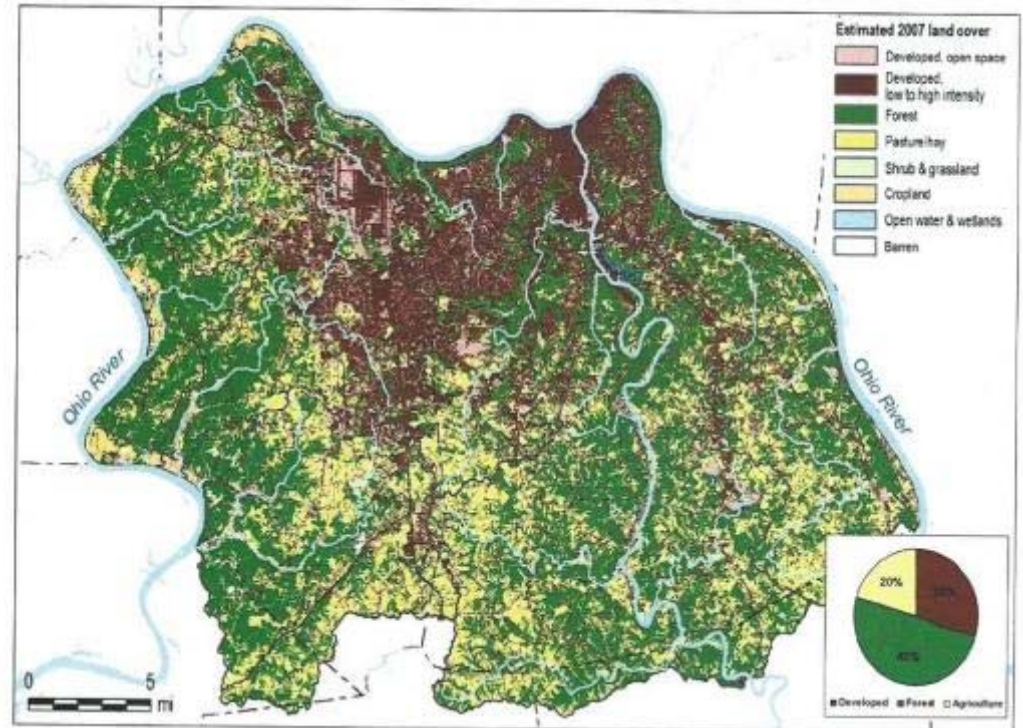 Estimated 2007 land cover
Developed, open space
Developed,
low to high intensity
Forest
Pasture/hay
Shrub & grassland
Cropland
Open water & wetlands
Barren
Ohio River
Ohio River
20%
0 5
mi
Developed Forest Agriculture